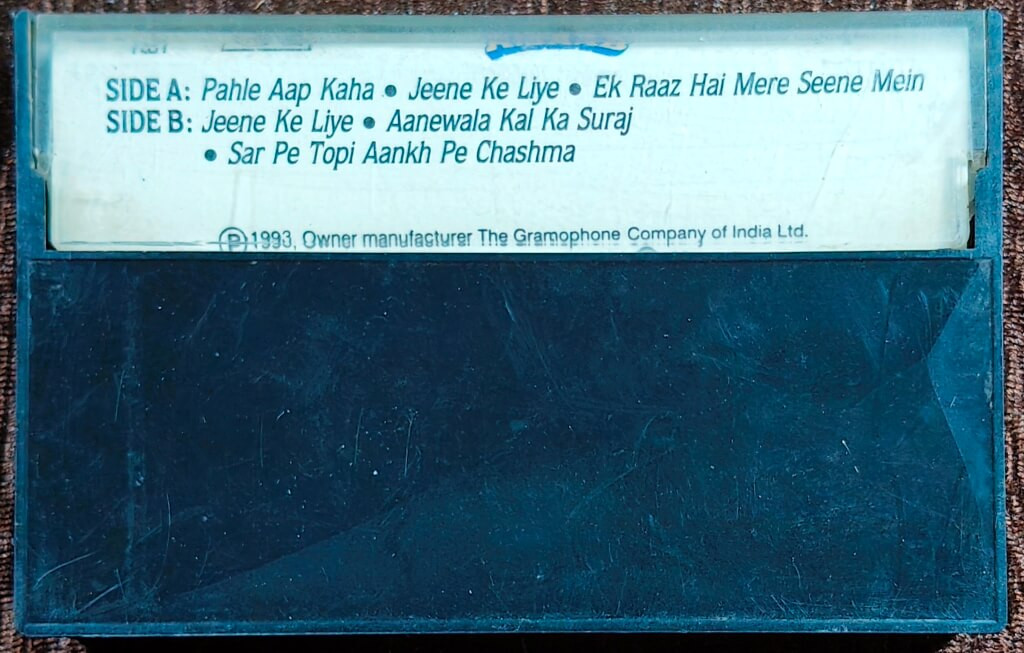 SIDE A: Pahle Aap Kaha • Jeene Ke Liye • Ek Raaz Hai Mere Seene Mein
SIDE B: Jeene Ke Liye • Aanewala Kal Ka Suraj
• Sar Pe Topi Aankh Pe Chashma
Ⓟ 1993, Owner manufacturer The Gramophone Company of India Ltd.